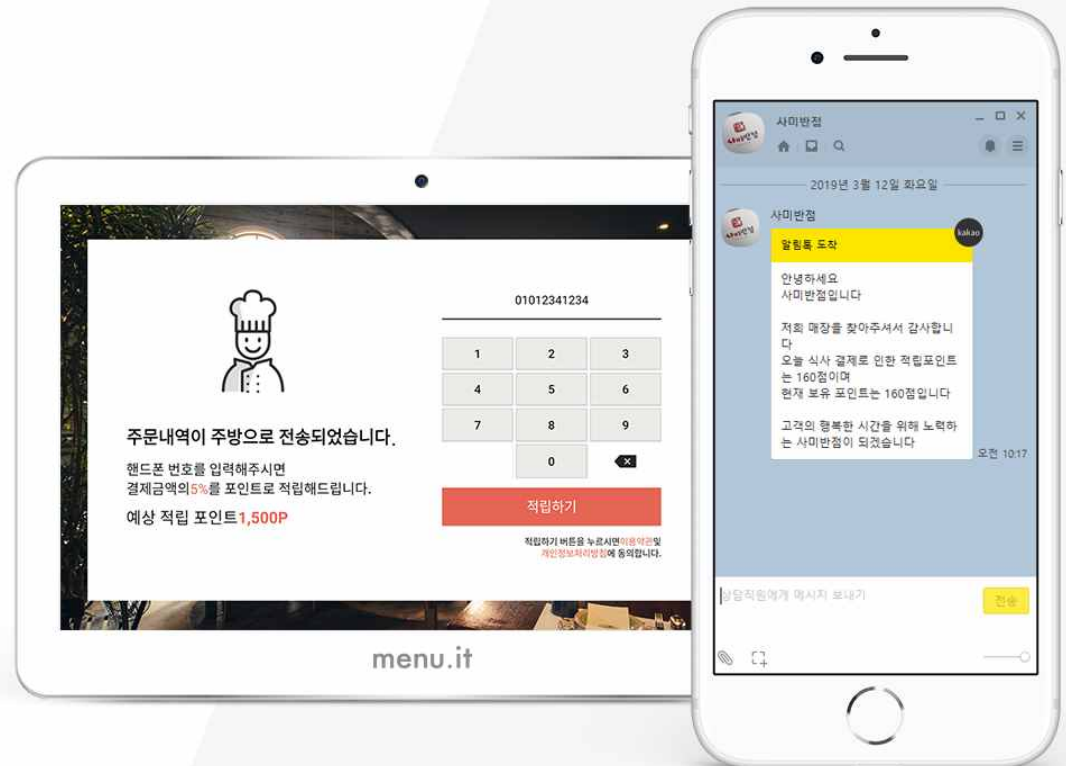 주문내역이 주방으로 전송되었습니다.
핸드폰 번호를 입력해주시면
결제금액의5%를 포인트로 적립해드립니다.
예상 적립 포인트1,500P
01012341234
1 2 3
4 5 6
7 8 9
0
적립하기
적립하기 버튼을 누르시면이용약관및
개인정보처리방침에 동의합니다.
menu.it
사미반점
사미반점
2019년 3월 12일 화요일
사미반점
사미반점
kakao
알림톡 도착
안녕하세요
사미반점입니다
저희 매장을 찾아주셔서 감사합니
다
오늘 식사 결제로 인한 적립포인트
는 160점이며
현재 보유 포인트는 160점입니다
고객의 행복한 시간을 위해 노력하
는 사미반점이 되겠습니다
오전 10:17
상담직원에게 메시지 보내기
전송